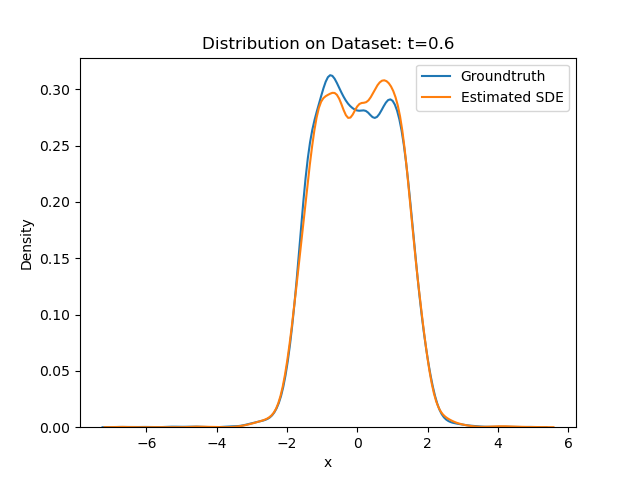 Distribution on Dataset: t=0.6
Groundtruth
Estimated SDE
0.30
0.25
0.20
0.15
0.10
0.05
0.00
Density
−6 −4 −2 0 2 4 6
x